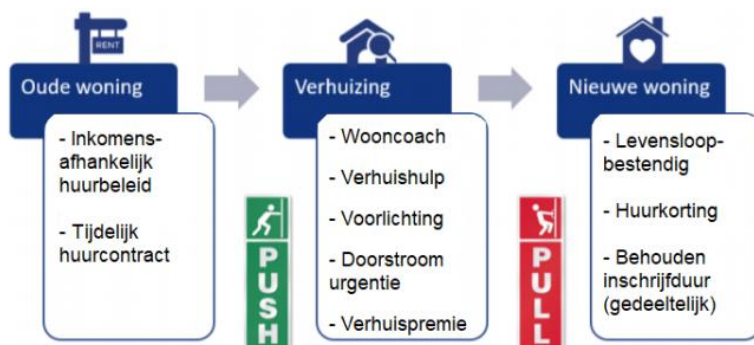 RENT
Oude woning
- Inkomens-
afhankelijk
huurbeleid
- Tijdelijk
huurcontract
Verhuizing
- Wooncoach
- Verhuishulp
- Voorlichting
- Doorstroom
urgentie
- Verhuispremie
PUSH
Nieuwe woning
- Levensloop-
bestendig
- Huurkorting
- Behouden
inschrijfduur
(gedeeltelijk)
PULL